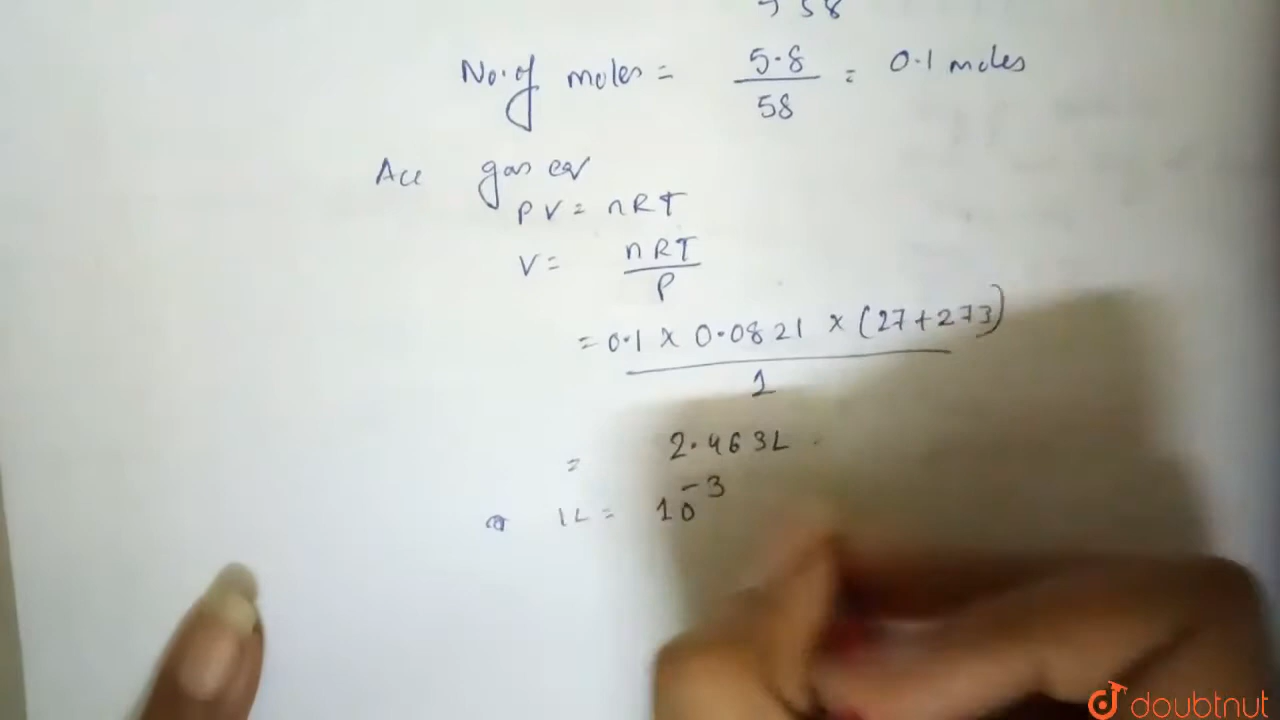 58
No. of moles = 5.8 / 58 = 0.1 moles
Acc gas eq
PV = nRT
V = nRT / P
= 0.1 x 0.0821 x (27+273) / 1
= 2.463L
1L = 10⁻³
doubtnut